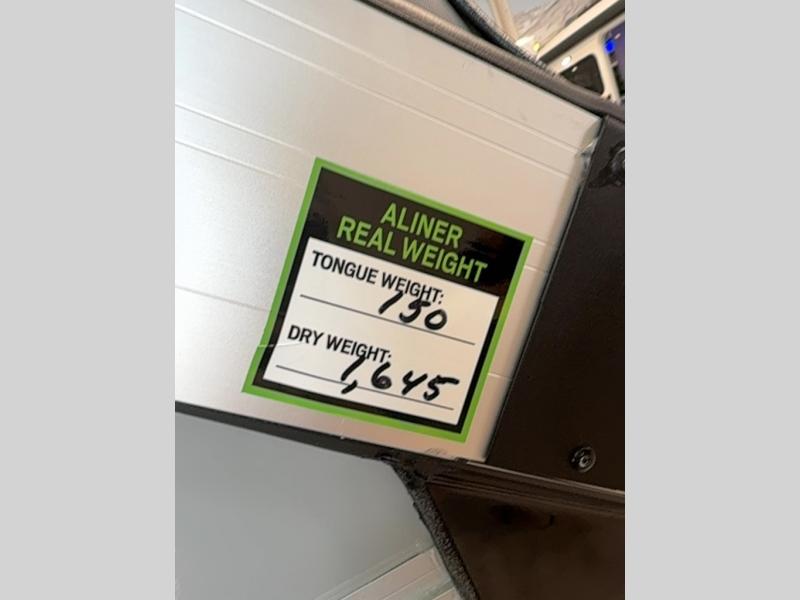 ALINER
REAL WEIGHT
TONGUE WEIGHT:
150
DRY WEIGHT:
1,645